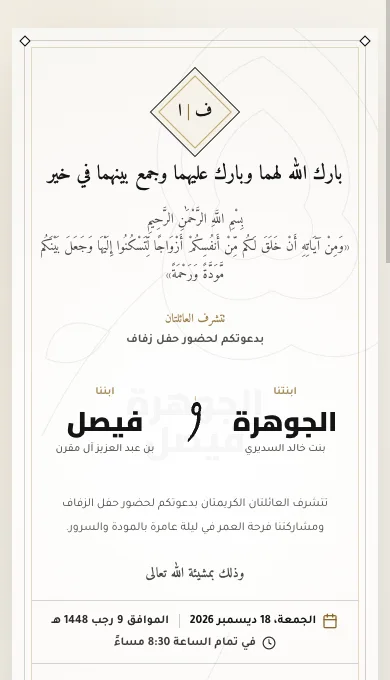 ف | ا
بارك الله لهما وبارك عليهما وجمع بينهما في خير
بِسْمِ اللَّهِ الرَّحْمَٰنِ الرَّحِيمِ
«وَمِنْ آيَاتِهِ أَنْ خَلَقَ لَكُم مِّنْ أَنفُسِكُمْ أَزْوَاجًا لِّتَسْكُنُوا إِلَيْهَا وَجَعَلَ بَيْنَكُم
مَّوَدَّةً وَرَحْمَةً»
تتشرف العائلتان
بدعوتكم لحضور حفل زفاف
ابنتنا
ابننا
الجوهرة و فيصل
بنت خالد السديري
بن عبد العزيز آل مقرن
الجوهرة
فيصل
تتشرف العائلتان الكريمتان بدعوتكم لحضور حفل الزفاف
ومشاركتنا فرحة العمر في ليلة عامرة بالمودة والسرور.
وذلك بمشيئة الله تعالى
الجمعة، 18 ديسمبر 2026 | الموافق 9 رجب 1448 هـ
في تمام الساعة 8:30 مساءً